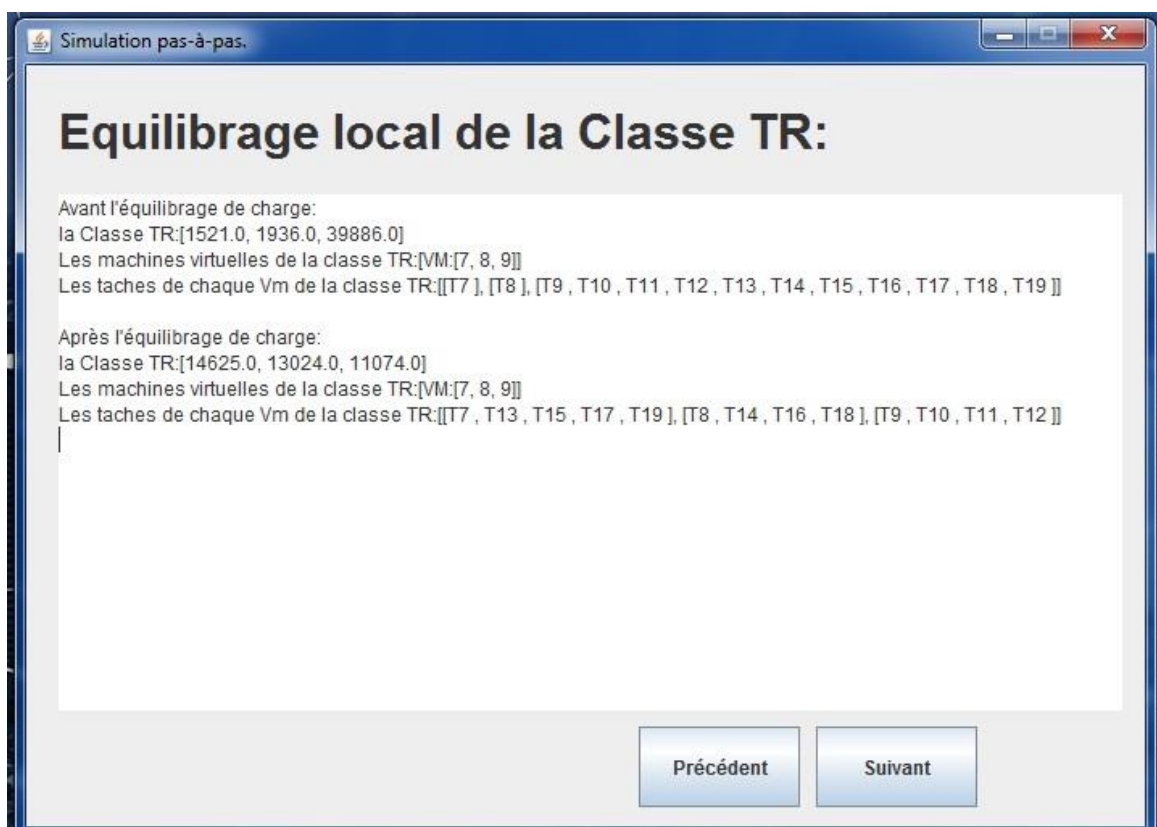 Simulation pas-à-pas.
Equilibrage local de la Classe TR:
Avant l'équilibrage de charge:
la Classe TR:[1521.0, 1936.0, 39886.0]
Les machines virtuelles de la classe TR:[VM:[7, 8, 9]]
Les taches de chaque Vm de la classe TR:[[T7 ], [T8 ], [T9 , T10 , T11 , T12 , T13 , T14 , T15 , T16 , T17 , T18 , T19 ]]
Après l'équilibrage de charge:
la Classe TR:[14625.0, 13024.0, 11074.0]
Les machines virtuelles de la classe TR:[VM:[7, 8, 9]]
Les taches de chaque Vm de la classe TR:[[T7 , T13 , T15 , T17 , T19 ], [T8 , T14 , T16 , T18 ], [T9 , T10 , T11 , T12 ]]
Précédent
Suivant